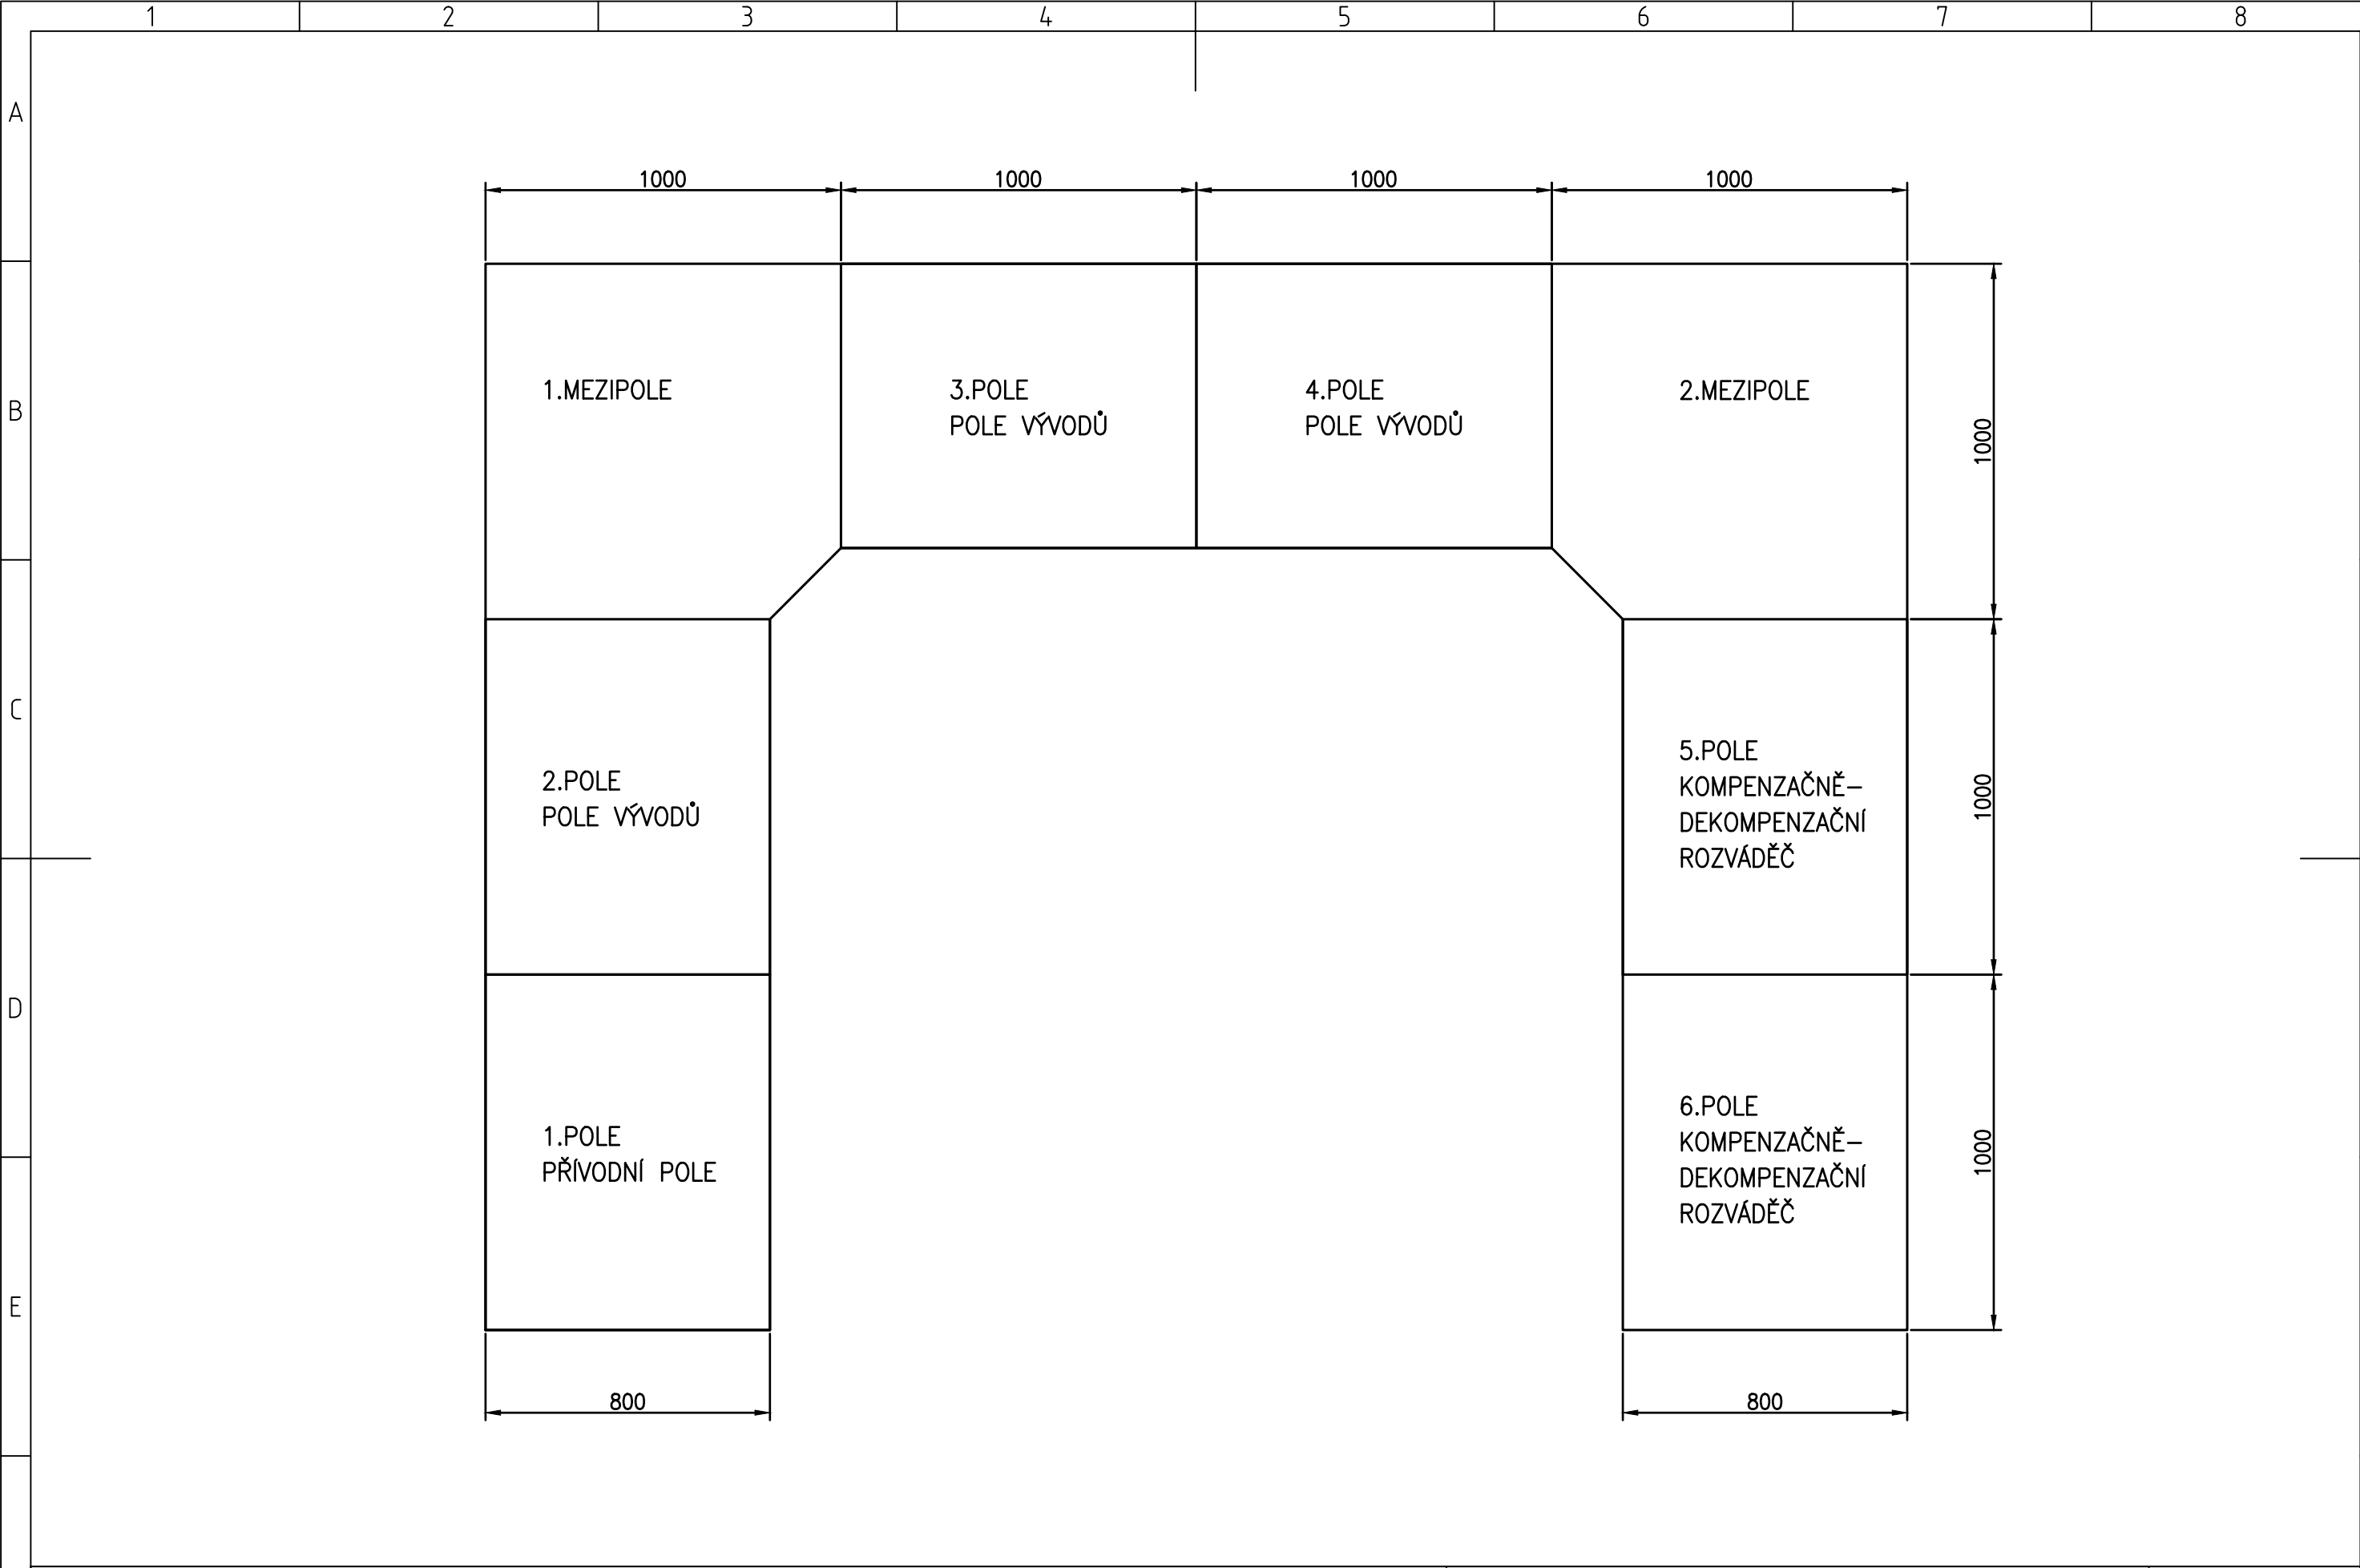 1 2 3 4 5 6 7 8
A
1000 1000 1000 1000
1.MEZIPOLE
3.POLE
POLE VÝVODŮ
4.POLE
POLE VÝVODŮ
2.MEZIPOLE
1000
B
C
2.POLE
POLE VÝVODŮ
5.POLE
KOMPENZAČNĚ-
DEKOMPENZAČNÍ
ROZVÁDĚČ
1000
D
1.POLE
PŘÍVODNÍ POLE
6.POLE
KOMPENZAČNĚ-
DEKOMPENZAČNÍ
ROZVÁDĚČ
1000
E
800 800